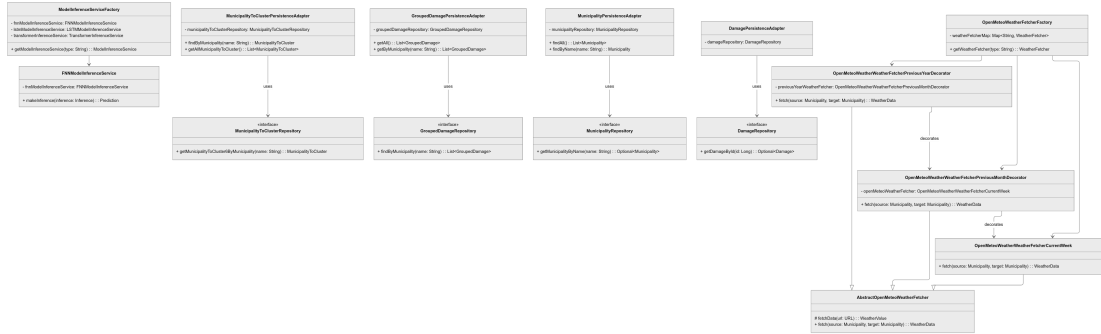 ModelInferenceServiceFactory
- fnnModelInferenceService: FNNModelInferenceService
- lstmModelInferenceService: LSTMModelInferenceService
- transformInferenceService: TransformerInferenceService
+ getModelInferenceService(type: String) : : ModelInferenceService
FNNModelInferenceService
- fnnModelInferenceService: FNNModelInferenceService
+ makeInference(inference: Inference) : : Prediction
MunicipalityToClusterPersistenceAdapter
- municipalityToClusterRepository: MunicipalityToClusterRepository
+ findByMunicipality(name: String) : : MunicipalityToCluster
+ getAllMunicipalityToCluster() : : List<MunicipalityToCluster>
uses
«interface»
MunicipalityToClusterRepository
+ getMunicipalityToClusterByMunicipality(name: String) : : MunicipalityToCluster
GroupedDamagePersistenceAdapter
- groupedDamageRepository: GroupedDamageRepository
+ getAll() : : List<GroupedDamage>
+ getByMunicipality(name: String) : : List<GroupedDamage>
uses
«interface»
GroupedDamageRepository
+ findByMunicipality(name: String) : : List<GroupedDamage>
MunicipalityPersistenceAdapter
- municipalityRepository: MunicipalityRepository
+ findAll() : : List<Municipality>
+ findByName(name: String) : : Municipality
uses
«interface»
MunicipalityRepository
+ getMunicipalityByName(name: String) : : Optional<Municipality>
DamagePersistenceAdapter
- damageRepository: DamageRepository
uses
«interface»
DamageRepository
+ getDamageById(id: Long) : : Optional<Damage>
OpenMeteoWeatherFetcherFactory
- weatherFetcherMap: Map<String, WeatherFetcher>
+ getWeatherFetcher(type: String) : : WeatherFetcher
OpenMeteoWeatherWeatherFetcherPreviousYearDecorator
- previousYearWeatherFetcher: OpenMeteoWeatherWeatherFetcherPreviousMonthDecorator
+ fetch(source: Municipality, target: Municipality) : : WeatherData
decorates
OpenMeteoWeatherWeatherFetcherPreviousMonthDecorator
- openMeteoWeatherFetcher: OpenMeteoWeatherWeatherFetcherCurrentWeek
+ fetch(source: Municipality, target: Municipality) : : WeatherData
decorates
OpenMeteoWeatherWeatherFetcherCurrentWeek
+ fetch(source: Municipality, target: Municipality) : : WeatherData
AbstractOpenMeteoWeatherFetcher
# fetchData(url: URL) : : WeatherValue
+ fetch(source: Municipality, target: Municipality) : : WeatherData